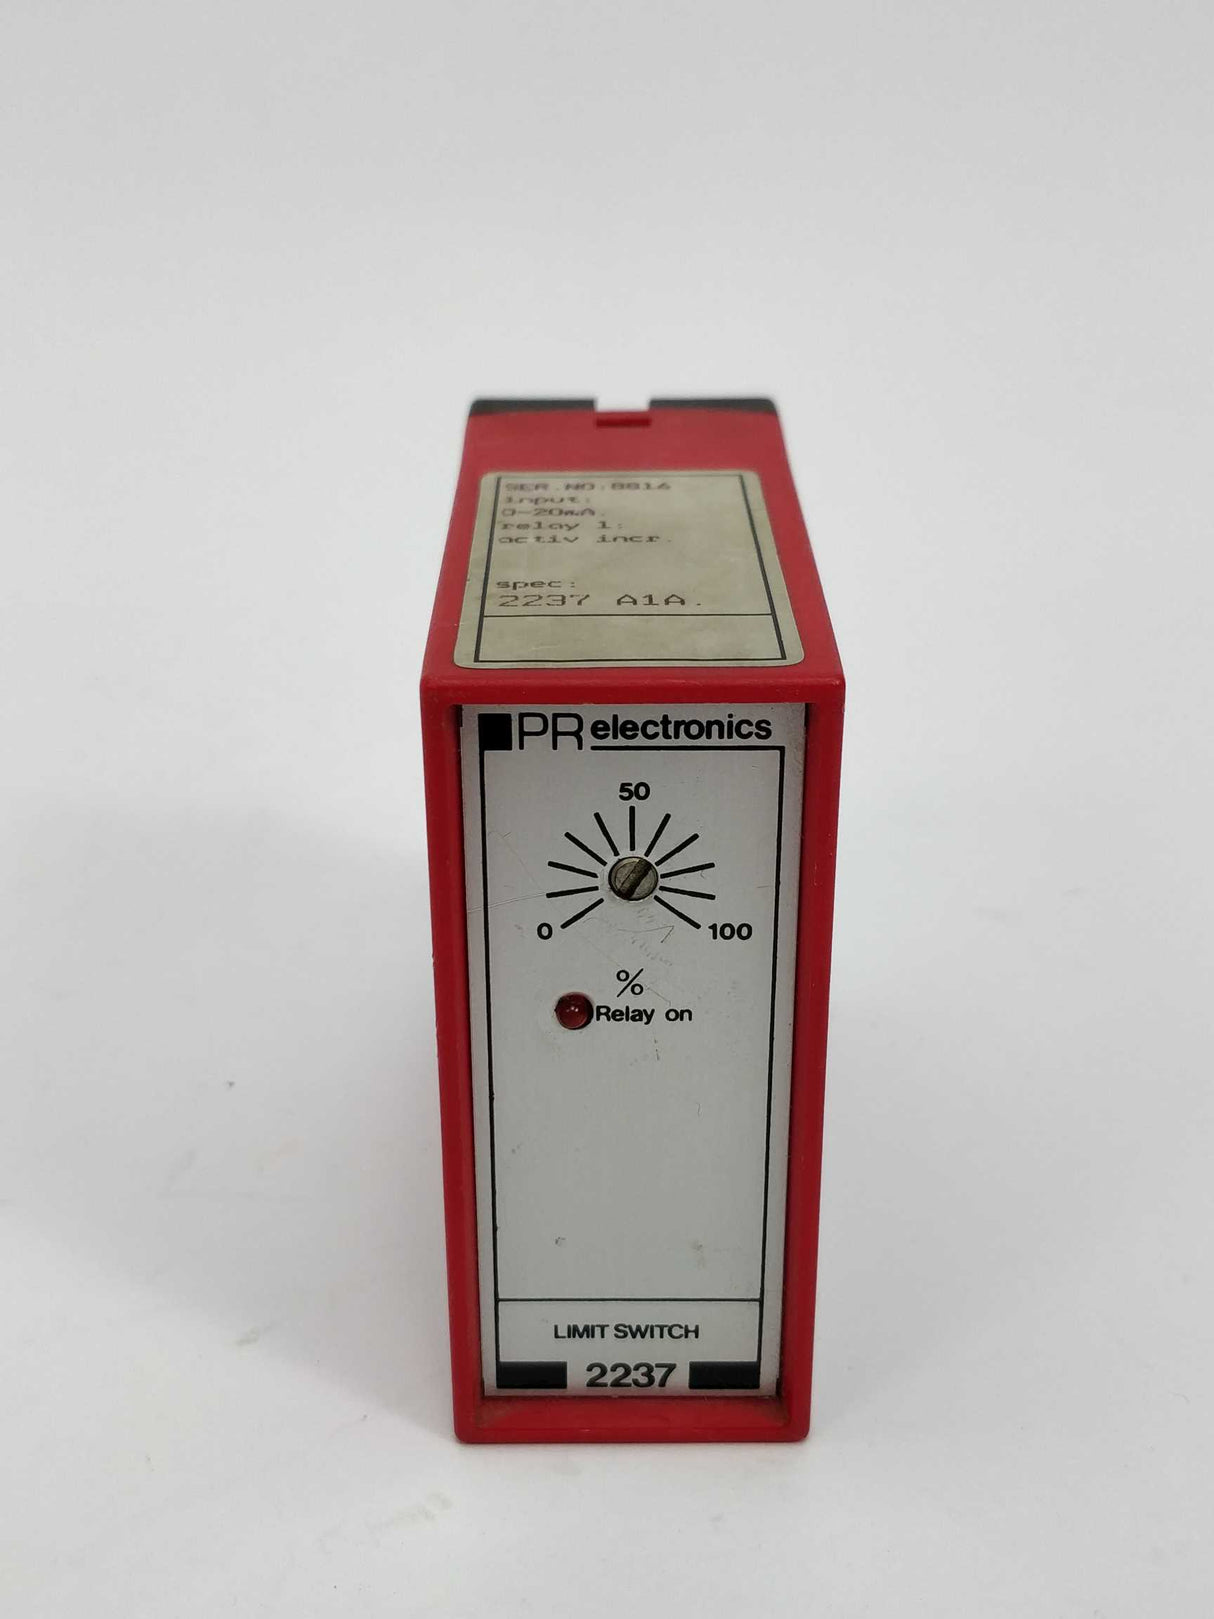 SER.NO:8816
input:
0-20mA.
relay 1:
activ incr.
spec:
2237 A1A.
PR electronics
50
0 100
%
Relay on
LIMIT SWITCH
2237